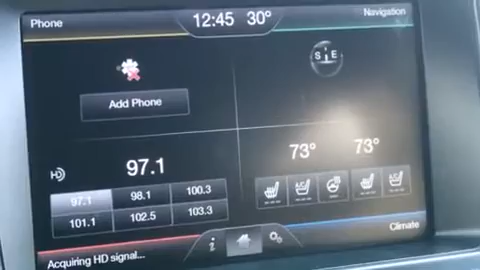 Phone
12:45 30°
Navigation
S E
Add Phone
97.1
73° 73°
97.1 98.1 100.3
101.1 102.5 103.3
Acquiring HD signal...
i
Climate